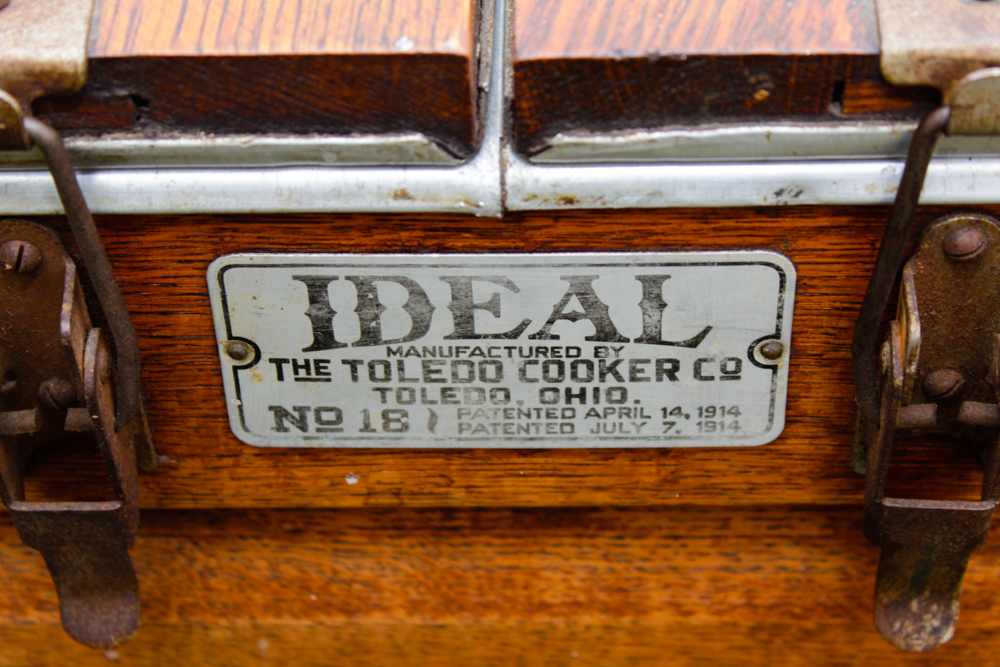 IDEAL
MANUFACTURED BY
THE TOLEDO COOKER CO
TOLEDO, OHIO.
No 18
PATENTED APRIL 14, 1914
PATENTED JULY 7, 1914